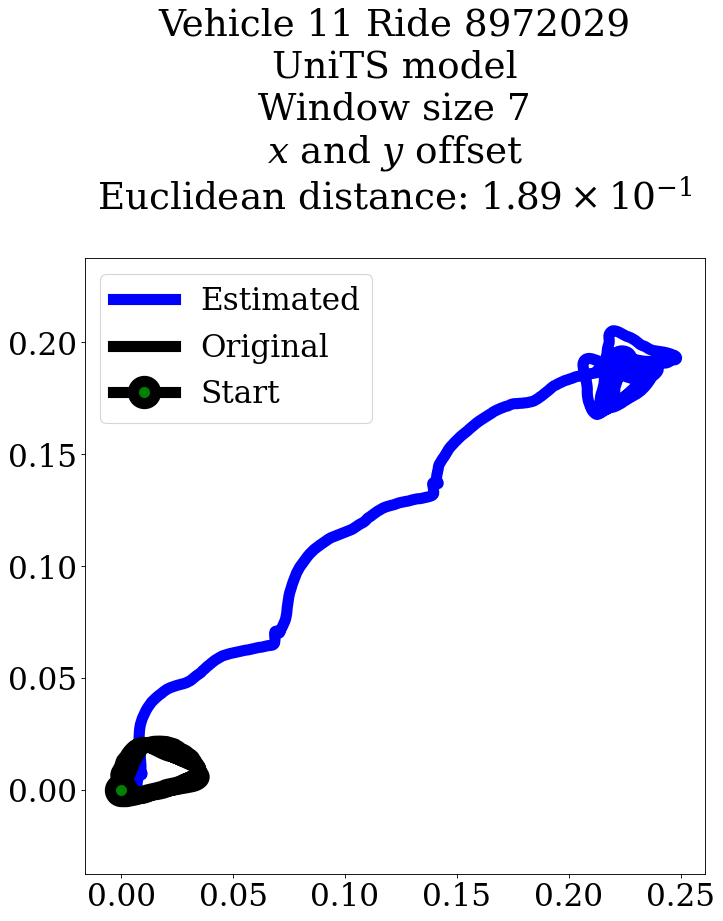 Vehicle 11 Ride 8972029
UniTS model
Window size 7
x and y offset
Euclidean distance: 1.89 × 10⁻¹
Estimated
Original
Start
0.20
0.15
0.10
0.05
0.00
0.00 0.05 0.10 0.15 0.20 0.25